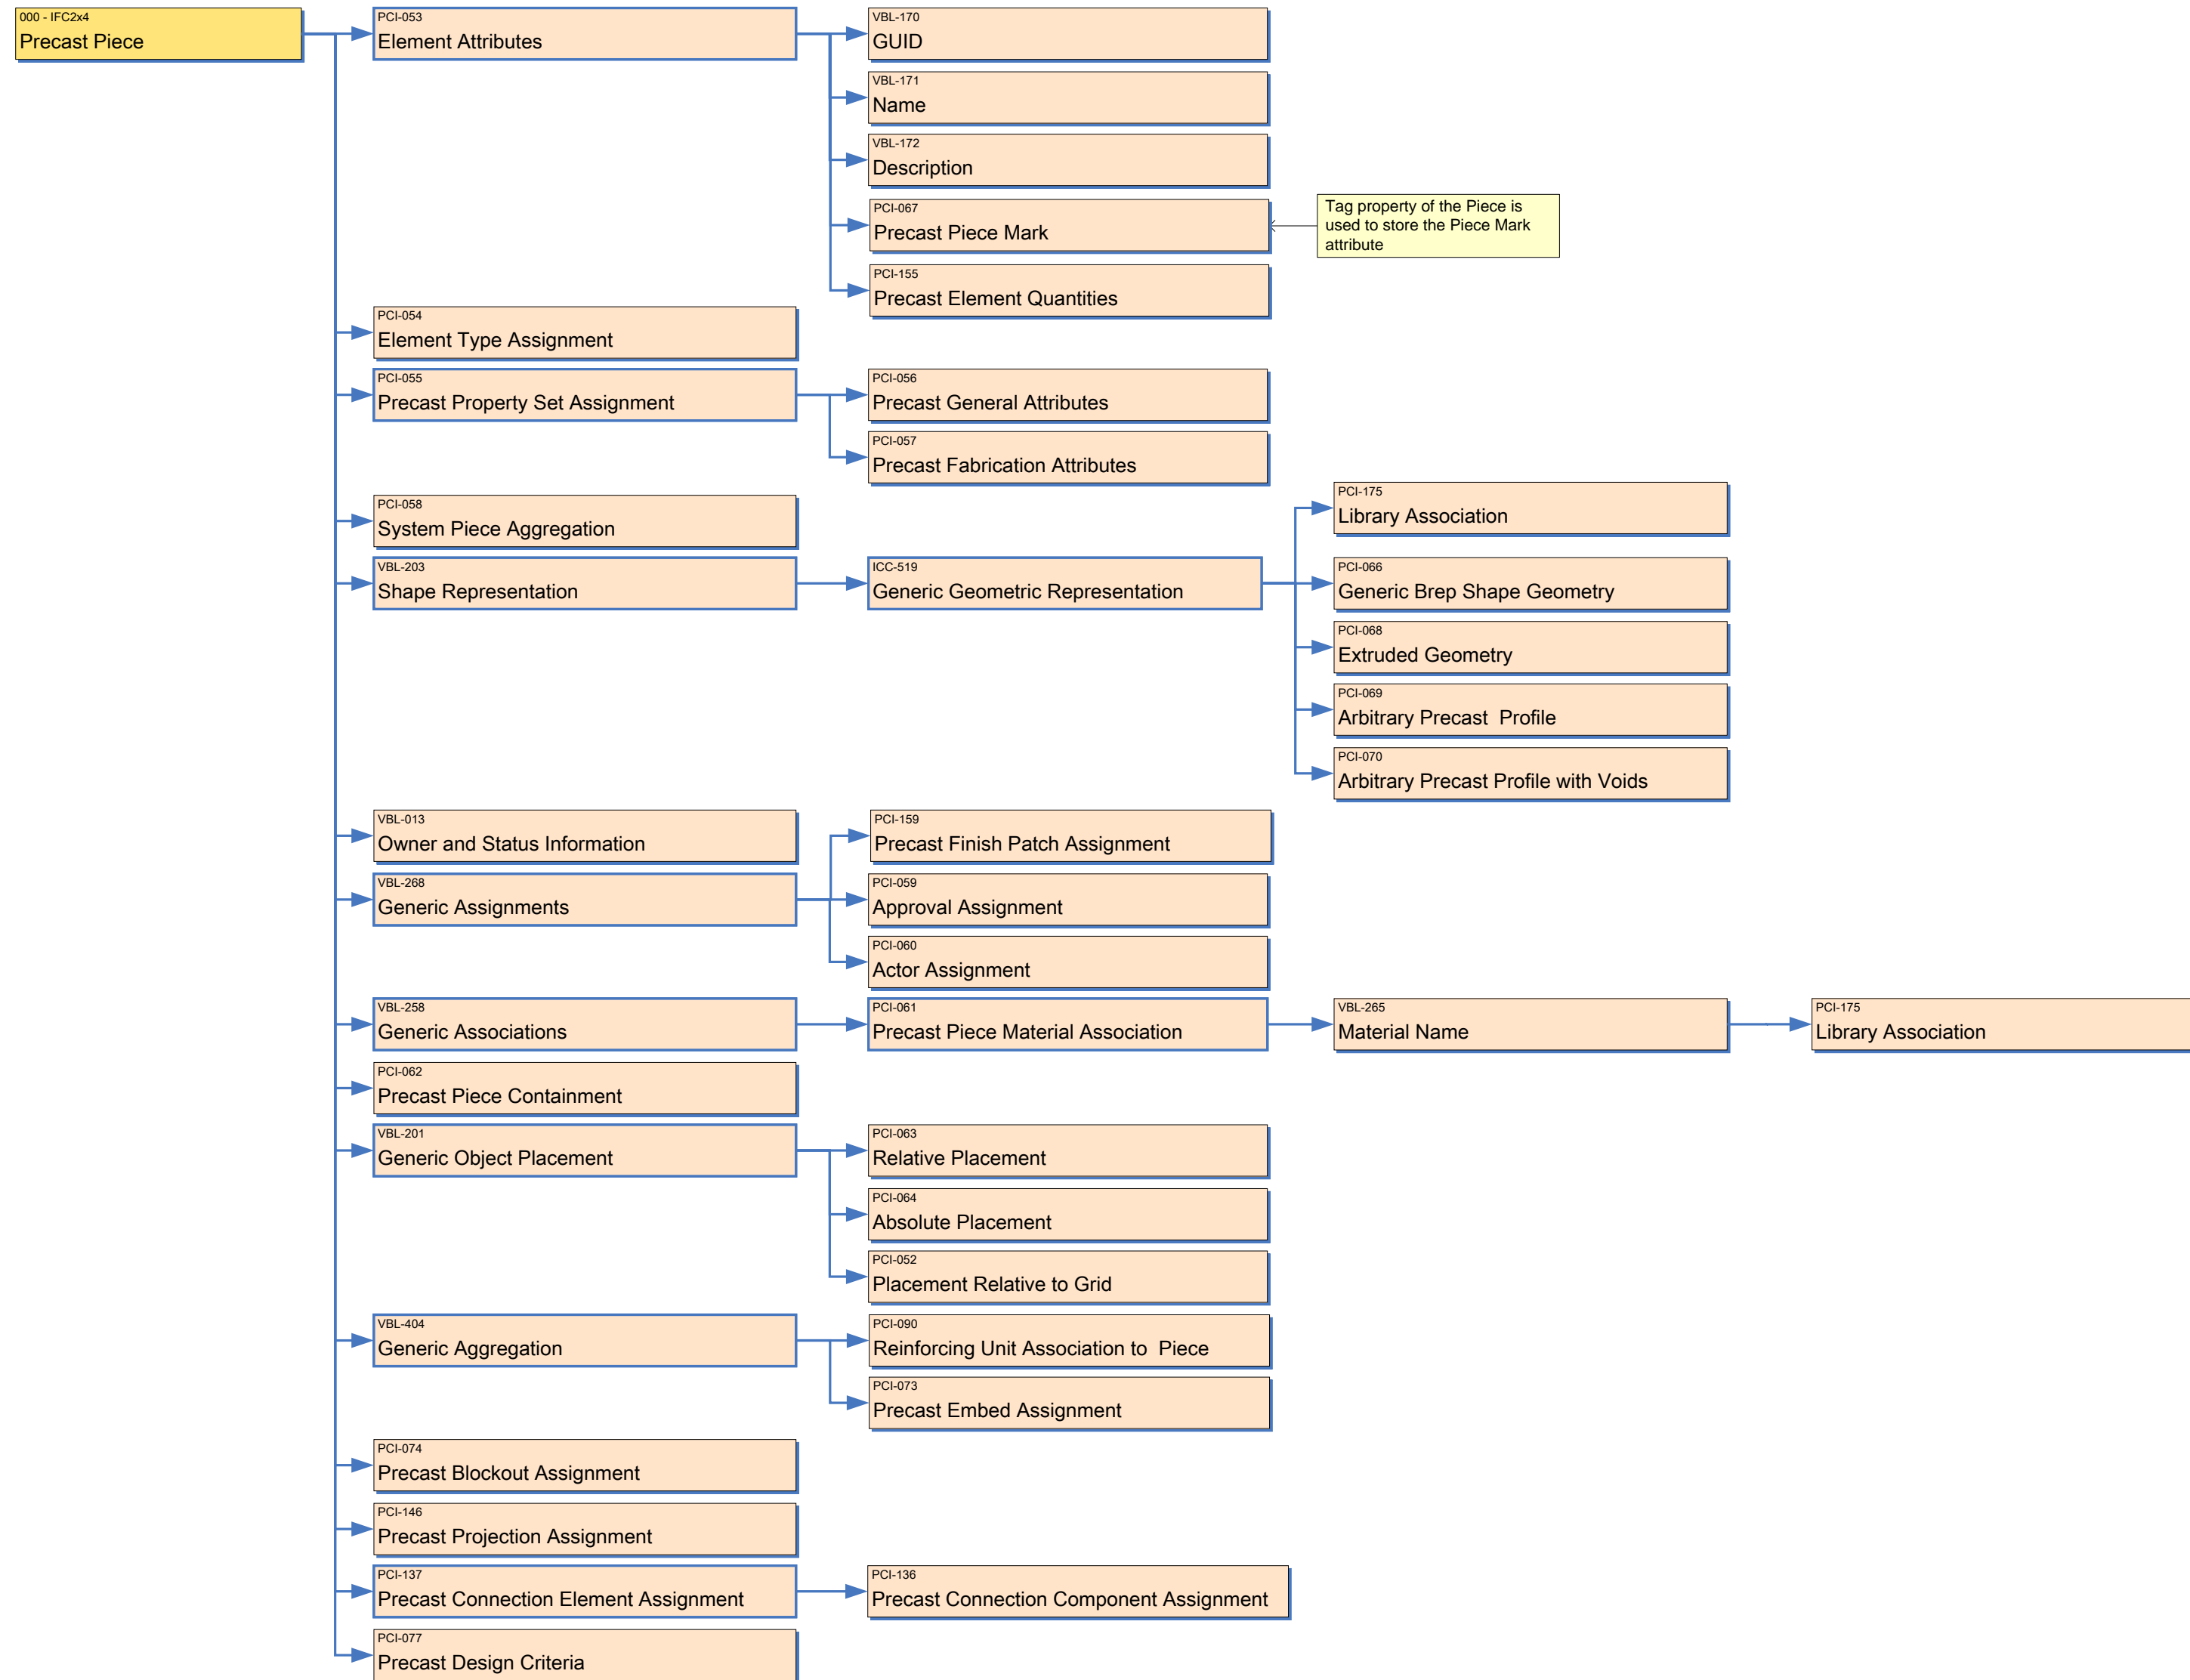 000 - IFC2x4
Precast Piece
PCI-053
Element Attributes
VBL-170
GUID
VBL-171
Name
VBL-172
Description
PCI-067
Precast Piece Mark
Tag property of the Piece is
used to store the Piece Mark
attribute
PCI-155
Precast Element Quantities
PCI-054
Element Type Assignment
PCI-055
Precast Property Set Assignment
PCI-056
Precast General Attributes
PCI-057
Precast Fabrication Attributes
PCI-058
System Piece Aggregation
VBL-203
Shape Representation
ICC-519
Generic Geometric Representation
PCI-175
Library Association
PCI-066
Generic Brep Shape Geometry
PCI-068
Extruded Geometry
PCI-069
Arbitrary Precast  Profile
PCI-070
Arbitrary Precast Profile with Voids
VBL-013
Owner and Status Information
VBL-268
Generic Assignments
PCI-159
Precast Finish Patch Assignment
PCI-059
Approval Assignment
PCI-060
Actor Assignment
VBL-258
Generic Associations
PCI-061
Precast Piece Material Association
VBL-265
Material Name
PCI-175
Library Association
PCI-062
Precast Piece Containment
VBL-201
Generic Object Placement
PCI-063
Relative Placement
PCI-064
Absolute Placement
PCI-052
Placement Relative to Grid
VBL-404
Generic Aggregation
PCI-090
Reinforcing Unit Association to  Piece
PCI-073
Precast Embed Assignment
PCI-074
Precast Blockout Assignment
PCI-146
Precast Projection Assignment
PCI-137
Precast Connection Element Assignment
PCI-136
Precast Connection Component Assignment
PCI-077
Precast Design Criteria